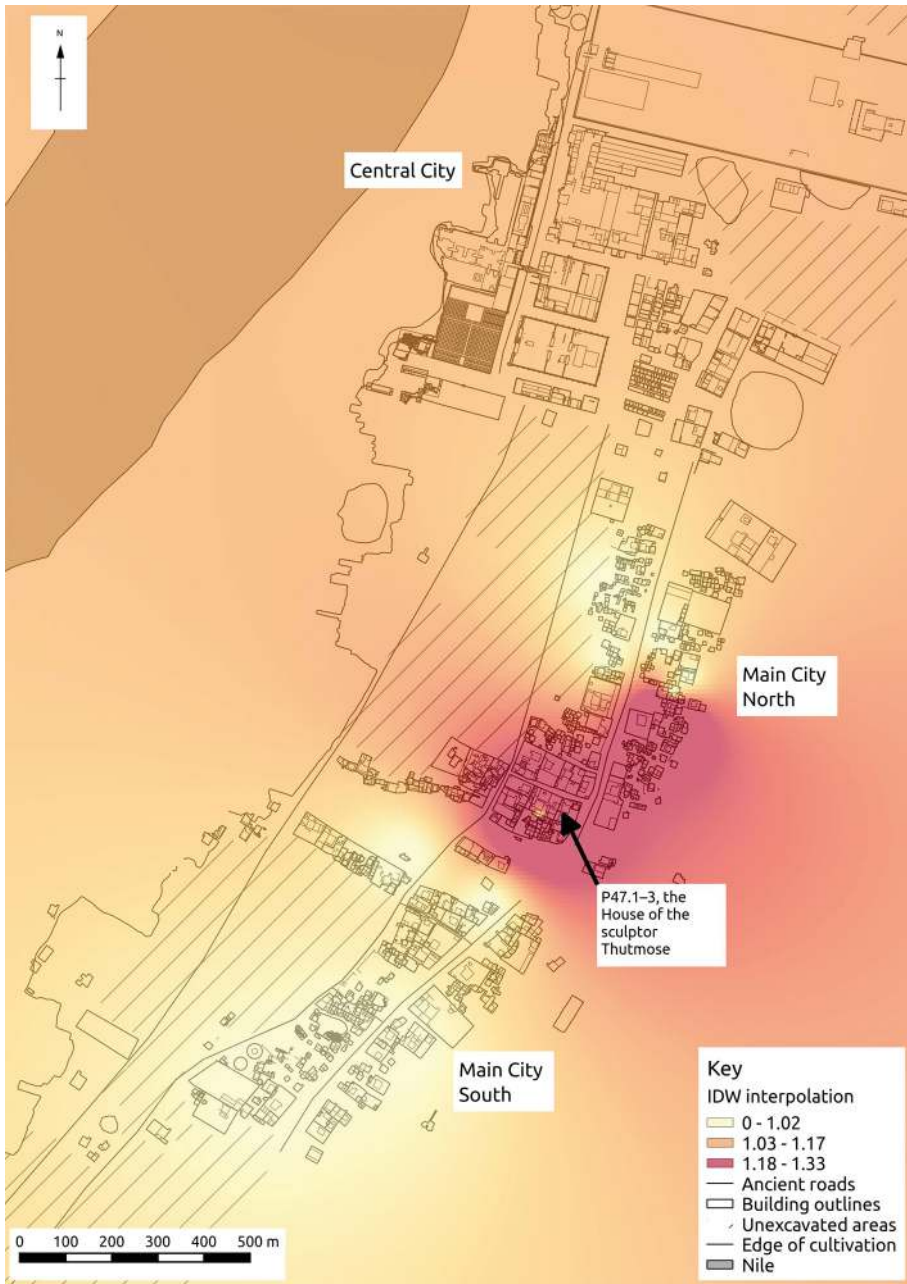 N
Central City
Main City
North
P47.1–3, the
House of the
sculptor
Thutmose
Main City
South
Key
IDW interpolation
0 - 1.02
1.03 - 1.17
1.18 - 1.33
Ancient roads
Building outlines
Unexcavated areas
Edge of cultivation
Nile
0 100 200 300 400 500 m